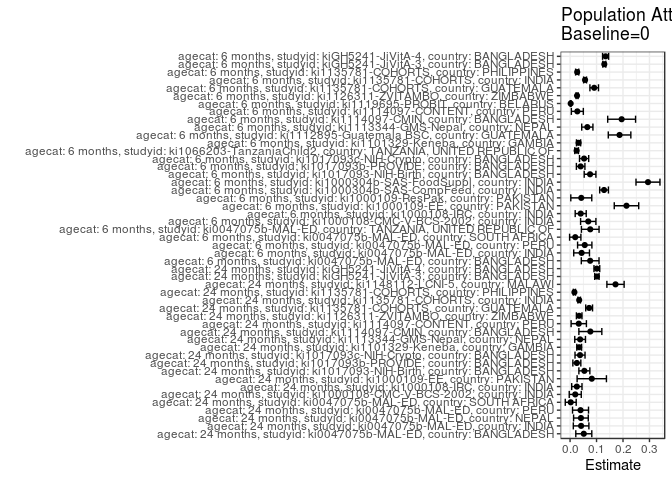 Population Att
Baseline=0
agecat: 6 months, studyid: kiGH5241-JiVitA-4, country: BANGLADESH
agecat: 6 months, studyid: kiGH5241-JiVitA-3, country: BANGLADESH
agecat: 6 months, studyid: ki1135781-COHORTS, country: PHILIPPINES
agecat: 6 months, studyid: ki1135781-COHORTS, country: INDIA
agecat: 6 months, studyid: ki1135781-COHORTS, country: GUATEMALA
agecat: 6 months, studyid: ki1126311-ZVITAMBO, country: ZIMBABWE
agecat: 6 months, studyid: ki1119695-PROBIT, country: BELARUS
agecat: 6 months, studyid: ki1114097-CONTENT, country: PERU
agecat: 6 months, studyid: ki1114097-CMIN, country: BANGLADESH
agecat: 6 months, studyid: ki1113344-GMS-Nepal, country: NEPAL
agecat: 6 months, studyid: ki1112895-Guatemala BSC, country: GUATEMALA
agecat: 6 months, studyid: ki1101329-Keneba, country: GAMBIA
agecat: 6 months, studyid: ki1066203-TanzaniaChild2, country: TANZANIA, UNITED REPUBLIC OF
agecat: 6 months, studyid: ki1017093c-NIH-Crypto, country: BANGLADESH
agecat: 6 months, studyid: ki1017093b-PROVIDE, country: BANGLADESH
agecat: 6 months, studyid: ki1017093-NIH-Birth, country: BANGLADESH
agecat: 6 months, studyid: ki1000304b-SAS-FoodSuppl, country: INDIA
agecat: 6 months, studyid: ki1000304b-SAS-CompFeed, country: INDIA
agecat: 6 months, studyid: ki1000109-ResPak, country: PAKISTAN
agecat: 6 months, studyid: ki1000109-EE, country: PAKISTAN
agecat: 6 months, studyid: ki1000108-IRC, country: INDIA
agecat: 6 months, studyid: ki1000108-CMC-V-BCS-2002, country: INDIA
agecat: 6 months, studyid: ki0047075b-MAL-ED, country: TANZANIA, UNITED REPUBLIC OF
agecat: 6 months, studyid: ki0047075b-MAL-ED, country: SOUTH AFRICA
agecat: 6 months, studyid: ki0047075b-MAL-ED, country: PERU
agecat: 6 months, studyid: ki0047075b-MAL-ED, country: INDIA
agecat: 6 months, studyid: ki0047075b-MAL-ED, country: BANGLADESH
agecat: 24 months, studyid: kiGH5241-JiVitA-4, country: BANGLADESH
agecat: 24 months, studyid: kiGH5241-JiVitA-3, country: BANGLADESH
agecat: 24 months, studyid: ki1148112-LCNI-5, country: MALAWI
agecat: 24 months, studyid: ki1135781-COHORTS, country: PHILIPPINES
agecat: 24 months, studyid: ki1135781-COHORTS, country: INDIA
agecat: 24 months, studyid: ki1135781-COHORTS, country: GUATEMALA
agecat: 24 months, studyid: ki1126311-ZVITAMBO, country: ZIMBABWE
agecat: 24 months, studyid: ki1114097-CONTENT, country: PERU
agecat: 24 months, studyid: ki1114097-CMIN, country: BANGLADESH
agecat: 24 months, studyid: ki1113344-GMS-Nepal, country: NEPAL
agecat: 24 months, studyid: ki1101329-Keneba, country: GAMBIA
agecat: 24 months, studyid: ki1017093c-NIH-Crypto, country: BANGLADESH
agecat: 24 months, studyid: ki1017093b-PROVIDE, country: BANGLADESH
agecat: 24 months, studyid: ki1017093-NIH-Birth, country: BANGLADESH
agecat: 24 months, studyid: ki1000109-EE, country: PAKISTAN
agecat: 24 months, studyid: ki1000108-IRC, country: INDIA
agecat: 24 months, studyid: ki1000108-CMC-V-BCS-2002, country: INDIA
agecat: 24 months, studyid: ki0047075b-MAL-ED, country: SOUTH AFRICA
agecat: 24 months, studyid: ki0047075b-MAL-ED, country: PERU
agecat: 24 months, studyid: ki0047075b-MAL-ED, country: NEPAL
agecat: 24 months, studyid: ki0047075b-MAL-ED, country: INDIA
agecat: 24 months, studyid: ki0047075b-MAL-ED, country: BANGLADESH
0.0 0.1 0.2 0.3
Estimate